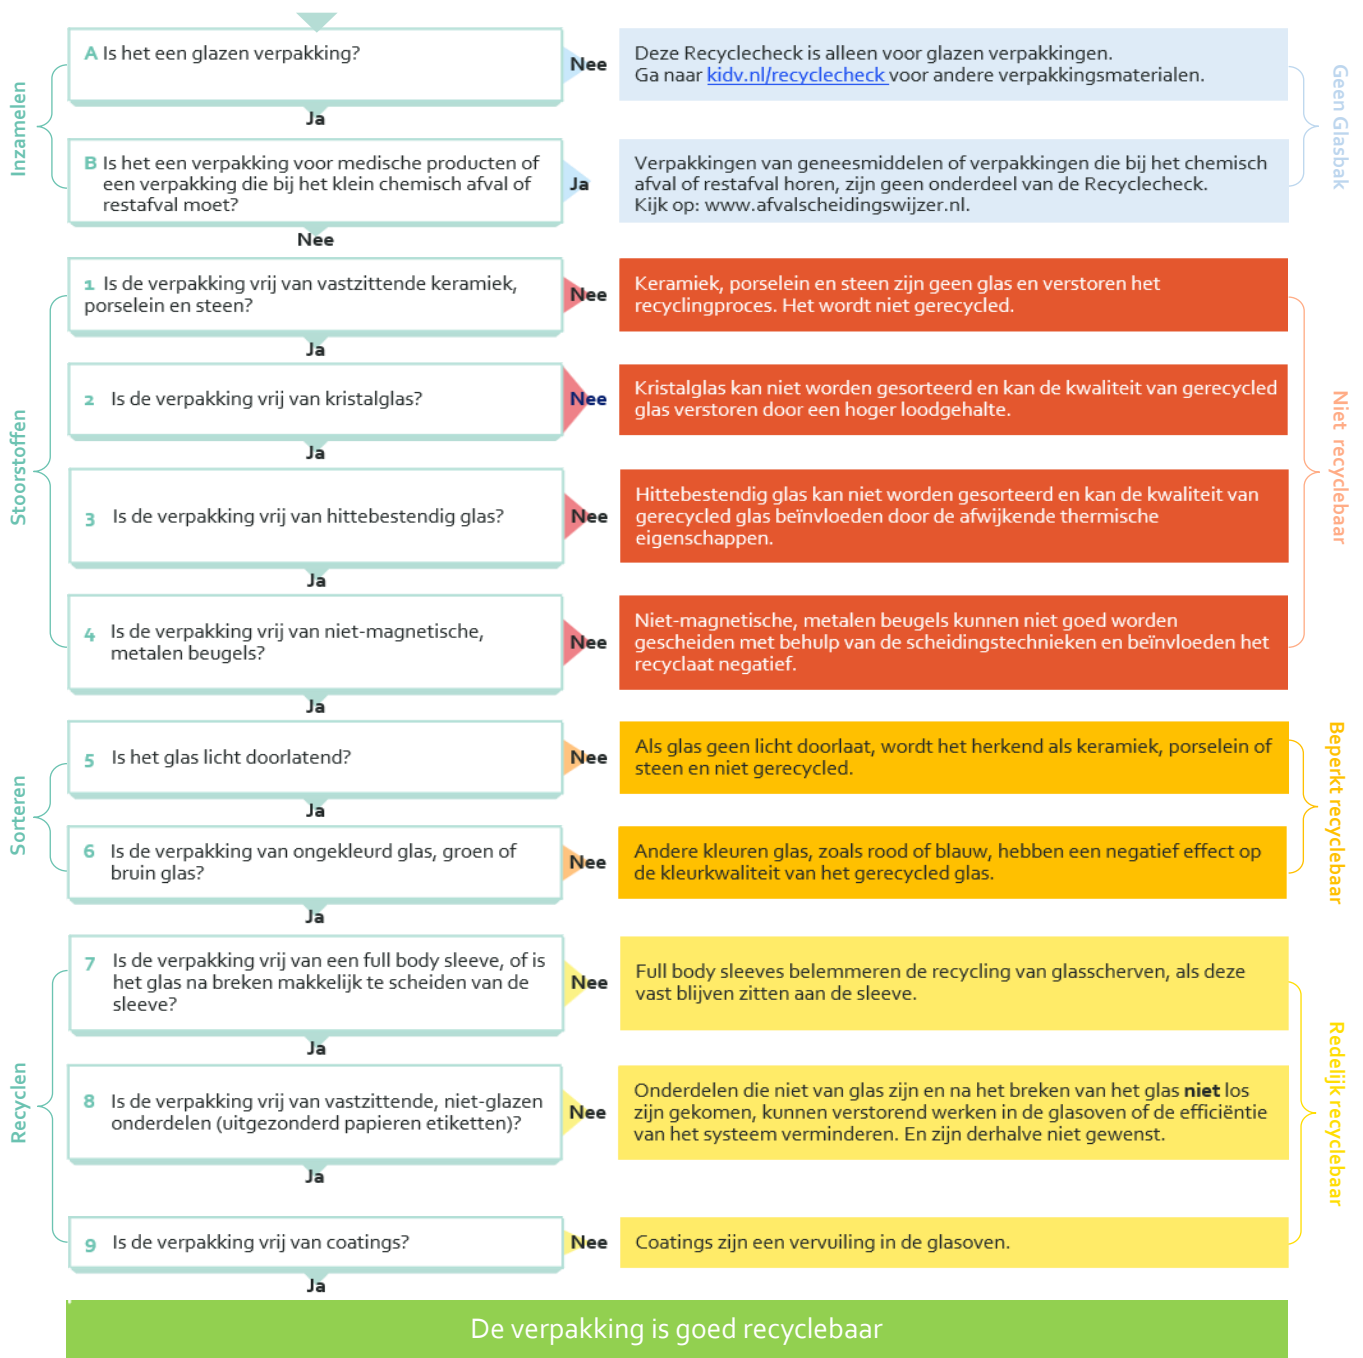 Inzamelen
A Is het een glazen verpakking?
Nee
Deze Recyclecheck is alleen voor glazen verpakkingen.
Ga naar kidv.nl/recyclecheck voor andere verpakkingsmaterialen.
Geen Glasbak
Ja
B Is het een verpakking voor medische producten of
een verpakking die bij het klein chemisch afval of
restafval moet?
Ja
Verpakkingen van geneesmiddelen of verpakkingen die bij het chemisch
afval of restafval horen, zijn geen onderdeel van de Recyclecheck.
Kijk op: www.afvalscheidingswijzer.nl.
Nee
Stoorstoffen
1 Is de verpakking vrij van vastzittende keramiek,
porselein en steen?
Nee
Keramiek, porselein en steen zijn geen glas en verstoren het
recyclingproces. Het wordt niet gerecycled.
Niet recyclebaar
Ja
2 Is de verpakking vrij van kristalglas?
Nee
Kristalglas kan niet worden gesorteerd en kan de kwaliteit van gerecycled
glas verstoren door een hoger loodgehalte.
Ja
3 Is de verpakking vrij van hittebestendig glas?
Nee
Hittebestendig glas kan niet worden gesorteerd en kan de kwaliteit van
gerecycled glas beïnvloeden door de afwijkende thermische
eigenschappen.
Ja
4 Is de verpakking vrij van niet-magnetische,
metalen beugels?
Nee
Niet-magnetische, metalen beugels kunnen niet goed worden
gescheiden met behulp van de scheidingstechnieken en beïnvloeden het
recyclaat negatief.
Ja
Sorteren
5 Is het glas licht doorlatend?
Nee
Als glas geen licht doorlaat, wordt het herkend als keramiek, porselein of
steen en niet gerecycled.
Beperkt recyclebaar
Ja
6 Is de verpakking van ongekleurd glas, groen of
bruin glas?
Nee
Andere kleuren glas, zoals rood of blauw, hebben een negatief effect op
de kleurkwaliteit van het gerecycled glas.
Ja
Recyclen
7 Is de verpakking vrij van een full body sleeve, of is
het glas na breken makkelijk te scheiden van de
sleeve?
Nee
Full body sleeves belemmeren de recycling van glasscherven, als deze
vast blijven zitten aan de sleeve.
Redelijk recyclebaar
Ja
8 Is de verpakking vrij van vastzittende, niet-glazen
onderdelen (uitgezonderd papieren etiketten)?
Nee
Onderdelen die niet van glas zijn en na het breken van het glas niet los
zijn gekomen, kunnen verstorend werken in de glasoven of de efficiëntie
van het systeem verminderen. En zijn derhalve niet gewenst.
Ja
9 Is de verpakking vrij van coatings?
Nee
Coatings zijn een vervuiling in de glasoven.
Ja
De verpakking is goed recyclebaar